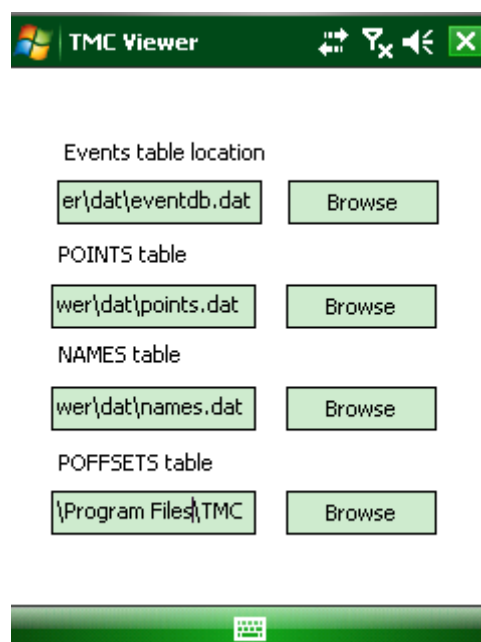 TMC Viewer
Events table location
er\dat\eventdb.dat Browse
POINTS table
wer\dat\points.dat Browse
NAMES table
wer\dat\names.dat Browse
POFFSETS table
\Program Files\TMC Browse